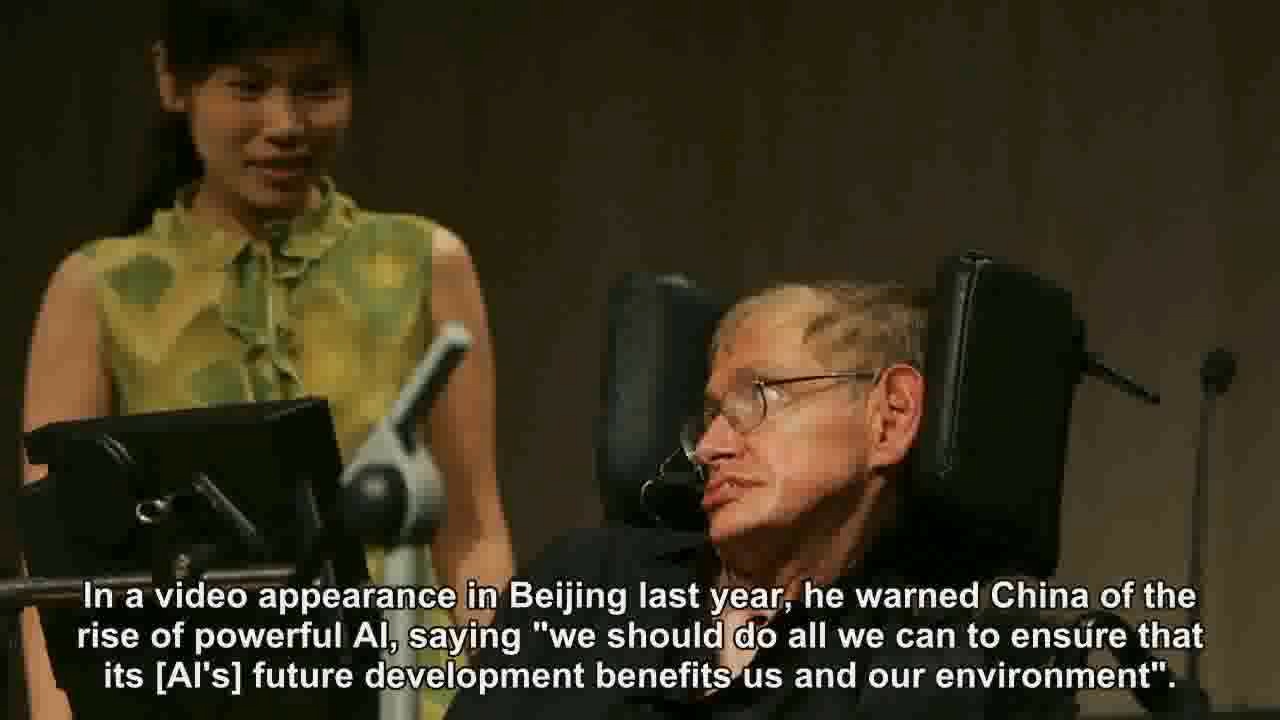 In a video appearance in Beijing last year, he warned China of the
rise of powerful AI, saying "we should do all we can to ensure that
its [AI's] future development benefits us and our environment".